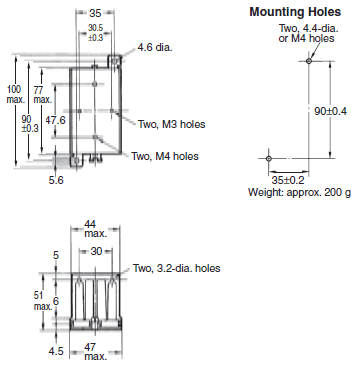 35
30.5
±0.3
4.6 dia.
100
max.
77
max.
90
±0.3
47.6
Two, M3 holes
Two, M4 holes
5.6
Mounting Holes
Two, 4.4-dia.
or M4 holes
90±0.4
35±0.2
Weight: approx. 200 g
44
max.
5
30
Two, 3.2-dia. holes
51
max.
6
4.5
47
max.